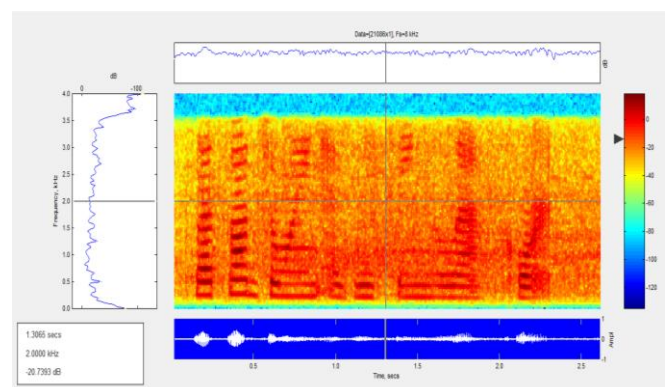 Data=[21686x1], Fs=8 kHz
dB
0 -100
dB
4.0
3.5
3.0
2.5
2.0
1.5
1.0
0.5
0.0
Frequency, kHz
0
-20
-40
-60
-80
-100
-120
1.3065 secs
2.0000 kHz
-20.7393 dB
1
0
-1
Ampl
0.5 1.0 1.5 2.0 2.5
Time, secs